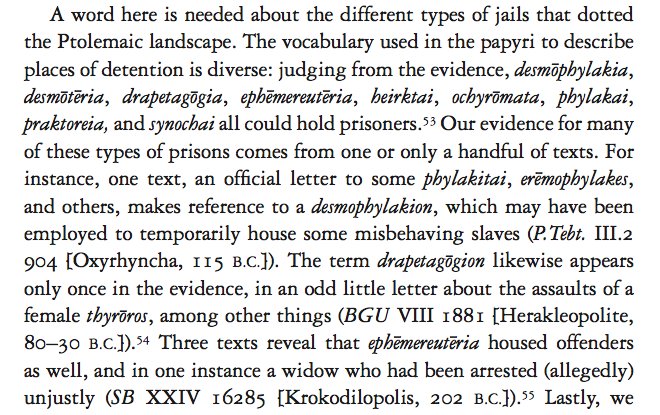 A word here is needed about the different types of jails that dotted
the Ptolemaic landscape. The vocabulary used in the papyri to describe
places of detention is diverse: judging from the evidence, desmōphylakia,
desmōtēria, drapetagōgia, ephēmereutēria, heirktai, ochyrōmata, phylakai,
praktoreia, and synochai all could hold prisoners.⁵³ Our evidence for many
of these types of prisons comes from one or only a handful of texts. For
instance, one text, an official letter to some phylakitai, erēmophylakes,
and others, makes reference to a desmophylakion, which may have been
employed to temporarily house some misbehaving slaves (P.Tebt. III.2
904 [Oxyrhyncha, 115 B.C.]). The term drapetagōgion likewise appears
only once in the evidence, in an odd little letter about the assaults of a
female thyrōros, among other things (BGU VIII 1881 [Herakleopolite,
80–30 B.C.]).⁵⁴ Three texts reveal that ephēmereutēria housed offenders
as well, and in one instance a widow who had been arrested (allegedly)
unjustly (SB XXIV 16285 [Krokodilopolis, 202 B.C.]).⁵⁵ Lastly, we